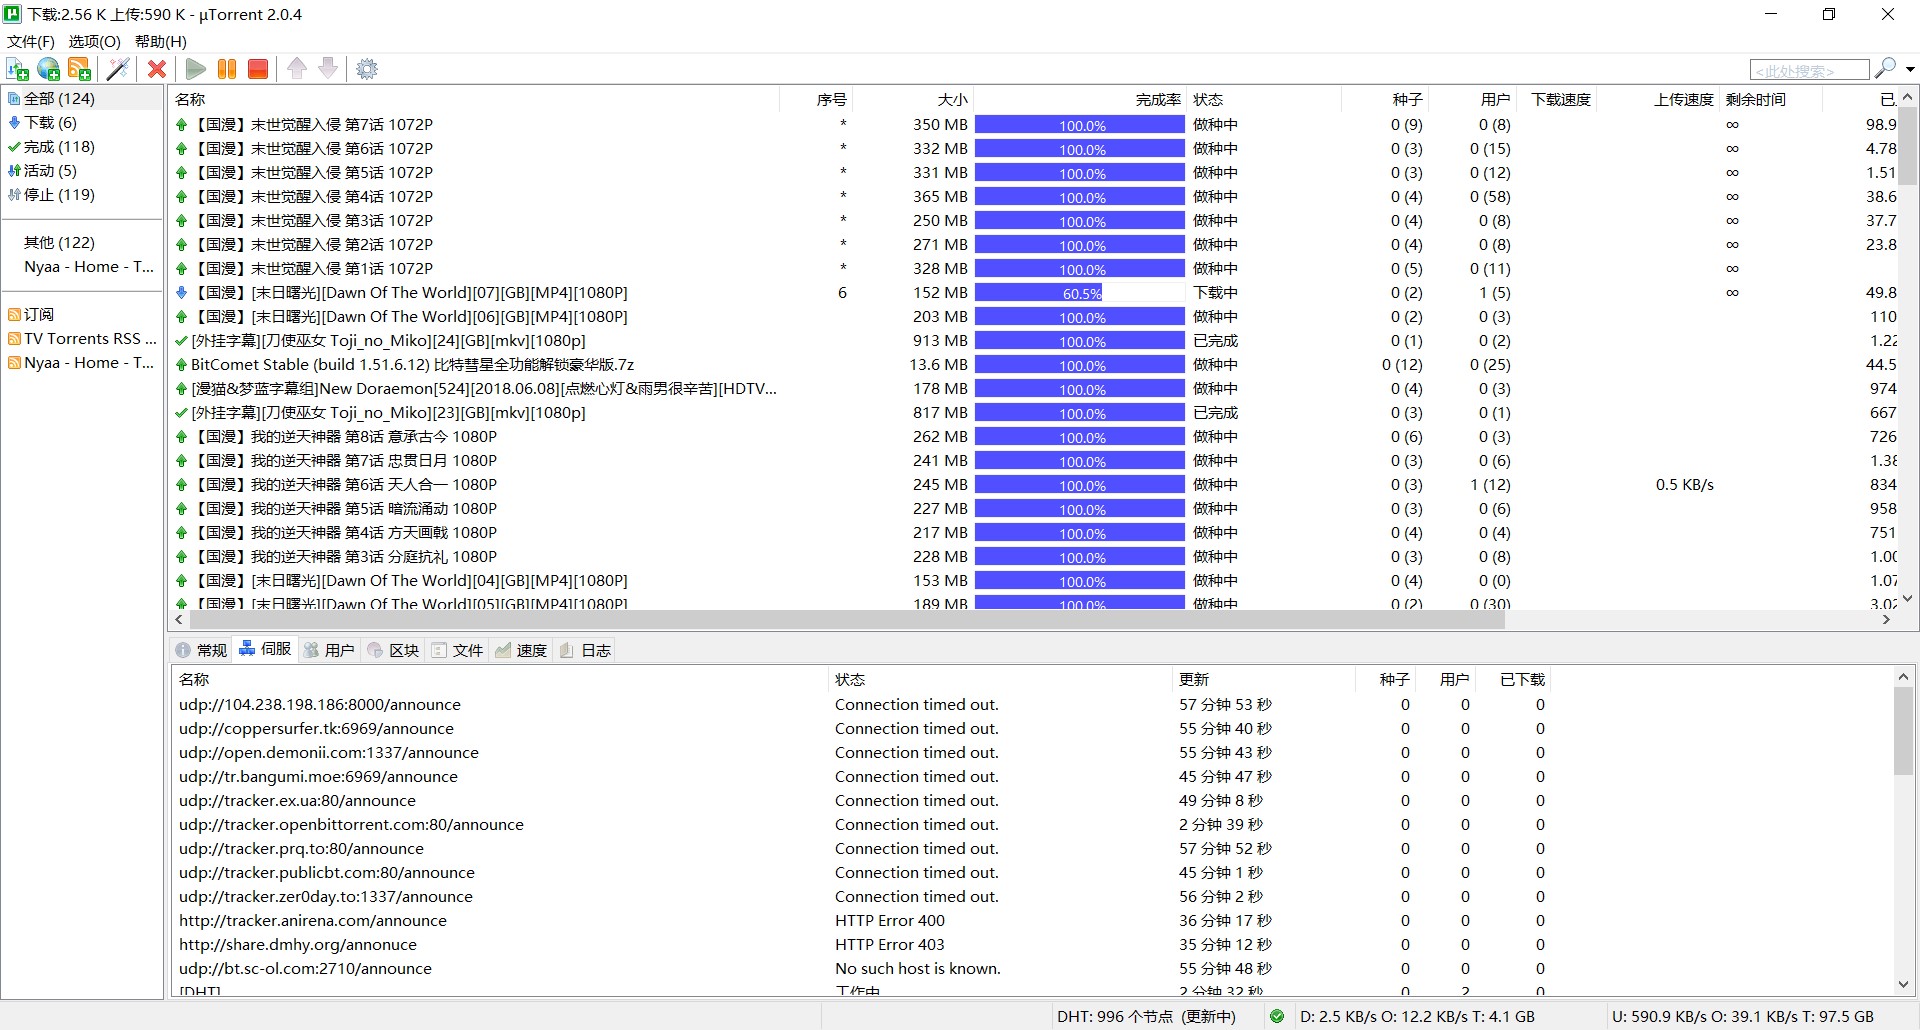 下载:2.56 K 上传:590 K - µTorrent 2.0.4
文件(F) 选项(O) 帮助(H)
<此处搜索>
全部 (124)
下载 (6)
完成 (118)
活动 (5)
停止 (119)
其他 (122)
Nyaa - Home - T...
订阅
TV Torrents RSS ...
Nyaa - Home - T...
名称 序号 大小 完成率 状态 种子 用户 下载速度 上传速度 剩余时间 已
【国漫】末世觉醒入侵 第7话 1072P * 350 MB 100.0% 做种中 0 (9) 0 (8) ∞ 98.9
【国漫】末世觉醒入侵 第6话 1072P * 332 MB 100.0% 做种中 0 (3) 0 (15) ∞ 4.78
【国漫】末世觉醒入侵 第5话 1072P * 331 MB 100.0% 做种中 0 (3) 0 (12) ∞ 1.51
【国漫】末世觉醒入侵 第4话 1072P * 365 MB 100.0% 做种中 0 (4) 0 (58) ∞ 38.6
【国漫】末世觉醒入侵 第3话 1072P * 250 MB 100.0% 做种中 0 (4) 0 (8) ∞ 37.7
【国漫】末世觉醒入侵 第2话 1072P * 271 MB 100.0% 做种中 0 (4) 0 (8) ∞ 23.8
【国漫】末世觉醒入侵 第1话 1072P * 328 MB 100.0% 做种中 0 (5) 0 (11) ∞
【国漫】[末日曙光][Dawn Of The World][07][GB][MP4][1080P] 6 152 MB 60.5% 下载中 0 (2) 1 (5) ∞ 49.8
【国漫】[末日曙光][Dawn Of The World][06][GB][MP4][1080P] 203 MB 100.0% 做种中 0 (2) 0 (3) 110
[外挂字幕][刀使巫女 Toji_no_Miko][24][GB][mkv][1080p] 913 MB 100.0% 已完成 0 (1) 0 (2) 1.22
BitComet Stable (build 1.51.6.12) 比特彗星全功能解锁豪华版.7z 13.6 MB 100.0% 做种中 0 (12) 0 (25) 44.5
[漫猫&梦蓝字幕组]New Doraemon[524][2018.06.08][点燃心灯&雨男很辛苦][HDTV... 178 MB 100.0% 做种中 0 (4) 0 (3) 974
[外挂字幕][刀使巫女 Toji_no_Miko][23][GB][mkv][1080p] 817 MB 100.0% 已完成 0 (3) 0 (1) 667
【国漫】我的逆天神器 第8话 意承古今 1080P 262 MB 100.0% 做种中 0 (6) 0 (3) 726
【国漫】我的逆天神器 第7话 忠贯日月 1080P 241 MB 100.0% 做种中 0 (3) 0 (6) 1.38
【国漫】我的逆天神器 第6话 天人合一 1080P 245 MB 100.0% 做种中 0 (3) 1 (12) 0.5 KB/s 834
【国漫】我的逆天神器 第5话 暗流涌动 1080P 227 MB 100.0% 做种中 0 (3) 0 (6) 958
【国漫】我的逆天神器 第4话 方天画戟 1080P 217 MB 100.0% 做种中 0 (4) 0 (4) 751
【国漫】我的逆天神器 第3话 分庭抗礼 1080P 228 MB 100.0% 做种中 0 (3) 0 (8) 1.00
【国漫】[末日曙光][Dawn Of The World][04][GB][MP4][1080P] 153 MB 100.0% 做种中 0 (4) 0 (0) 1.07
【国漫】[末日曙光][Dawn Of The World][05][GB][MP4][1080P] 189 MB 100.0% 做种中 0 (2) 0 (30) 3.02
常规 伺服 用户 区块 文件 速度 日志
名称 状态 更新 种子 用户 已下载
udp://104.238.198.186:8000/announce Connection timed out. 57 分钟 53 秒 0 0 0
udp://coppersurfer.tk:6969/announce Connection timed out. 55 分钟 40 秒 0 0 0
udp://open.demonii.com:1337/announce Connection timed out. 55 分钟 43 秒 0 0 0
udp://tr.bangumi.moe:6969/announce Connection timed out. 45 分钟 47 秒 0 0 0
udp://tracker.ex.ua:80/announce Connection timed out. 49 分钟 8 秒 0 0 0
udp://tracker.openbittorrent.com:80/announce Connection timed out. 2 分钟 39 秒 0 0 0
udp://tracker.prq.to:80/announce Connection timed out. 57 分钟 52 秒 0 0 0
udp://tracker.publicbt.com:80/announce Connection timed out. 45 分钟 1 秒 0 0 0
udp://tracker.zer0day.to:1337/announce Connection timed out. 56 分钟 2 秒 0 0 0
http://tracker.anirena.com/announce HTTP Error 400 36 分钟 17 秒 0 0 0
http://share.dmhy.org/annonuce HTTP Error 403 35 分钟 12 秒 0 0 0
udp://bt.sc-ol.com:2710/announce No such host is known. 55 分钟 48 秒 0 0 0
[DHT] 工作中 2 分钟 32 秒 0 2 0
DHT: 996 个节点 (更新中) D: 2.5 KB/s O: 12.2 KB/s T: 4.1 GB U: 590.9 KB/s O: 39.1 KB/s T: 97.5 GB